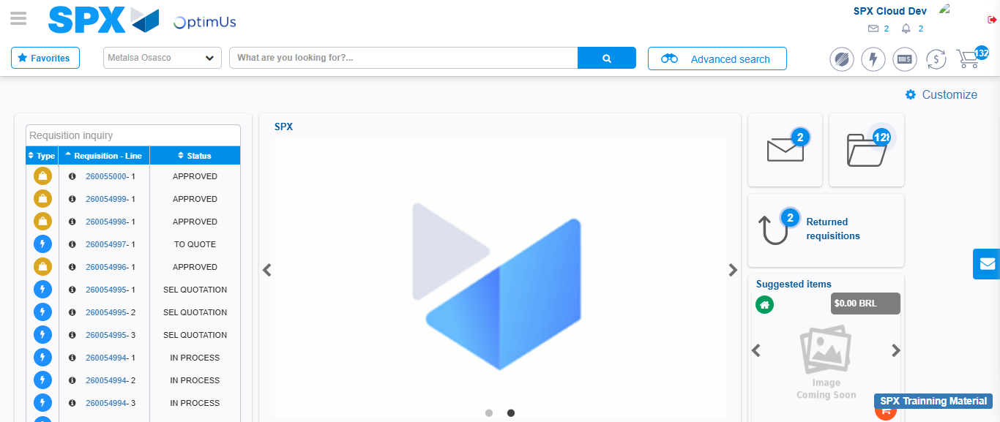 SPX OptimUs
SPX Cloud Dev
2 2
Favorites
Metalsa Osasco
What are you looking for?...
Advanced search
132
Customize
Requisition inquiry
Type Requisition - Line Status
260055000- 1 APPROVED
260054999- 1 APPROVED
260054998- 1 APPROVED
260054997- 1 TO QUOTE
260054996- 1 APPROVED
260054995- 1 SEL QUOTATION
260054995- 2 SEL QUOTATION
260054995- 3 SEL QUOTATION
260054994- 1 IN PROCESS
260054994- 2 IN PROCESS
260054994- 3 IN PROCESS
SPX
2
2
Returned
requisitions
Suggested items
$0.00 BRL
Image
Coming Soon
SPX Trainning Material